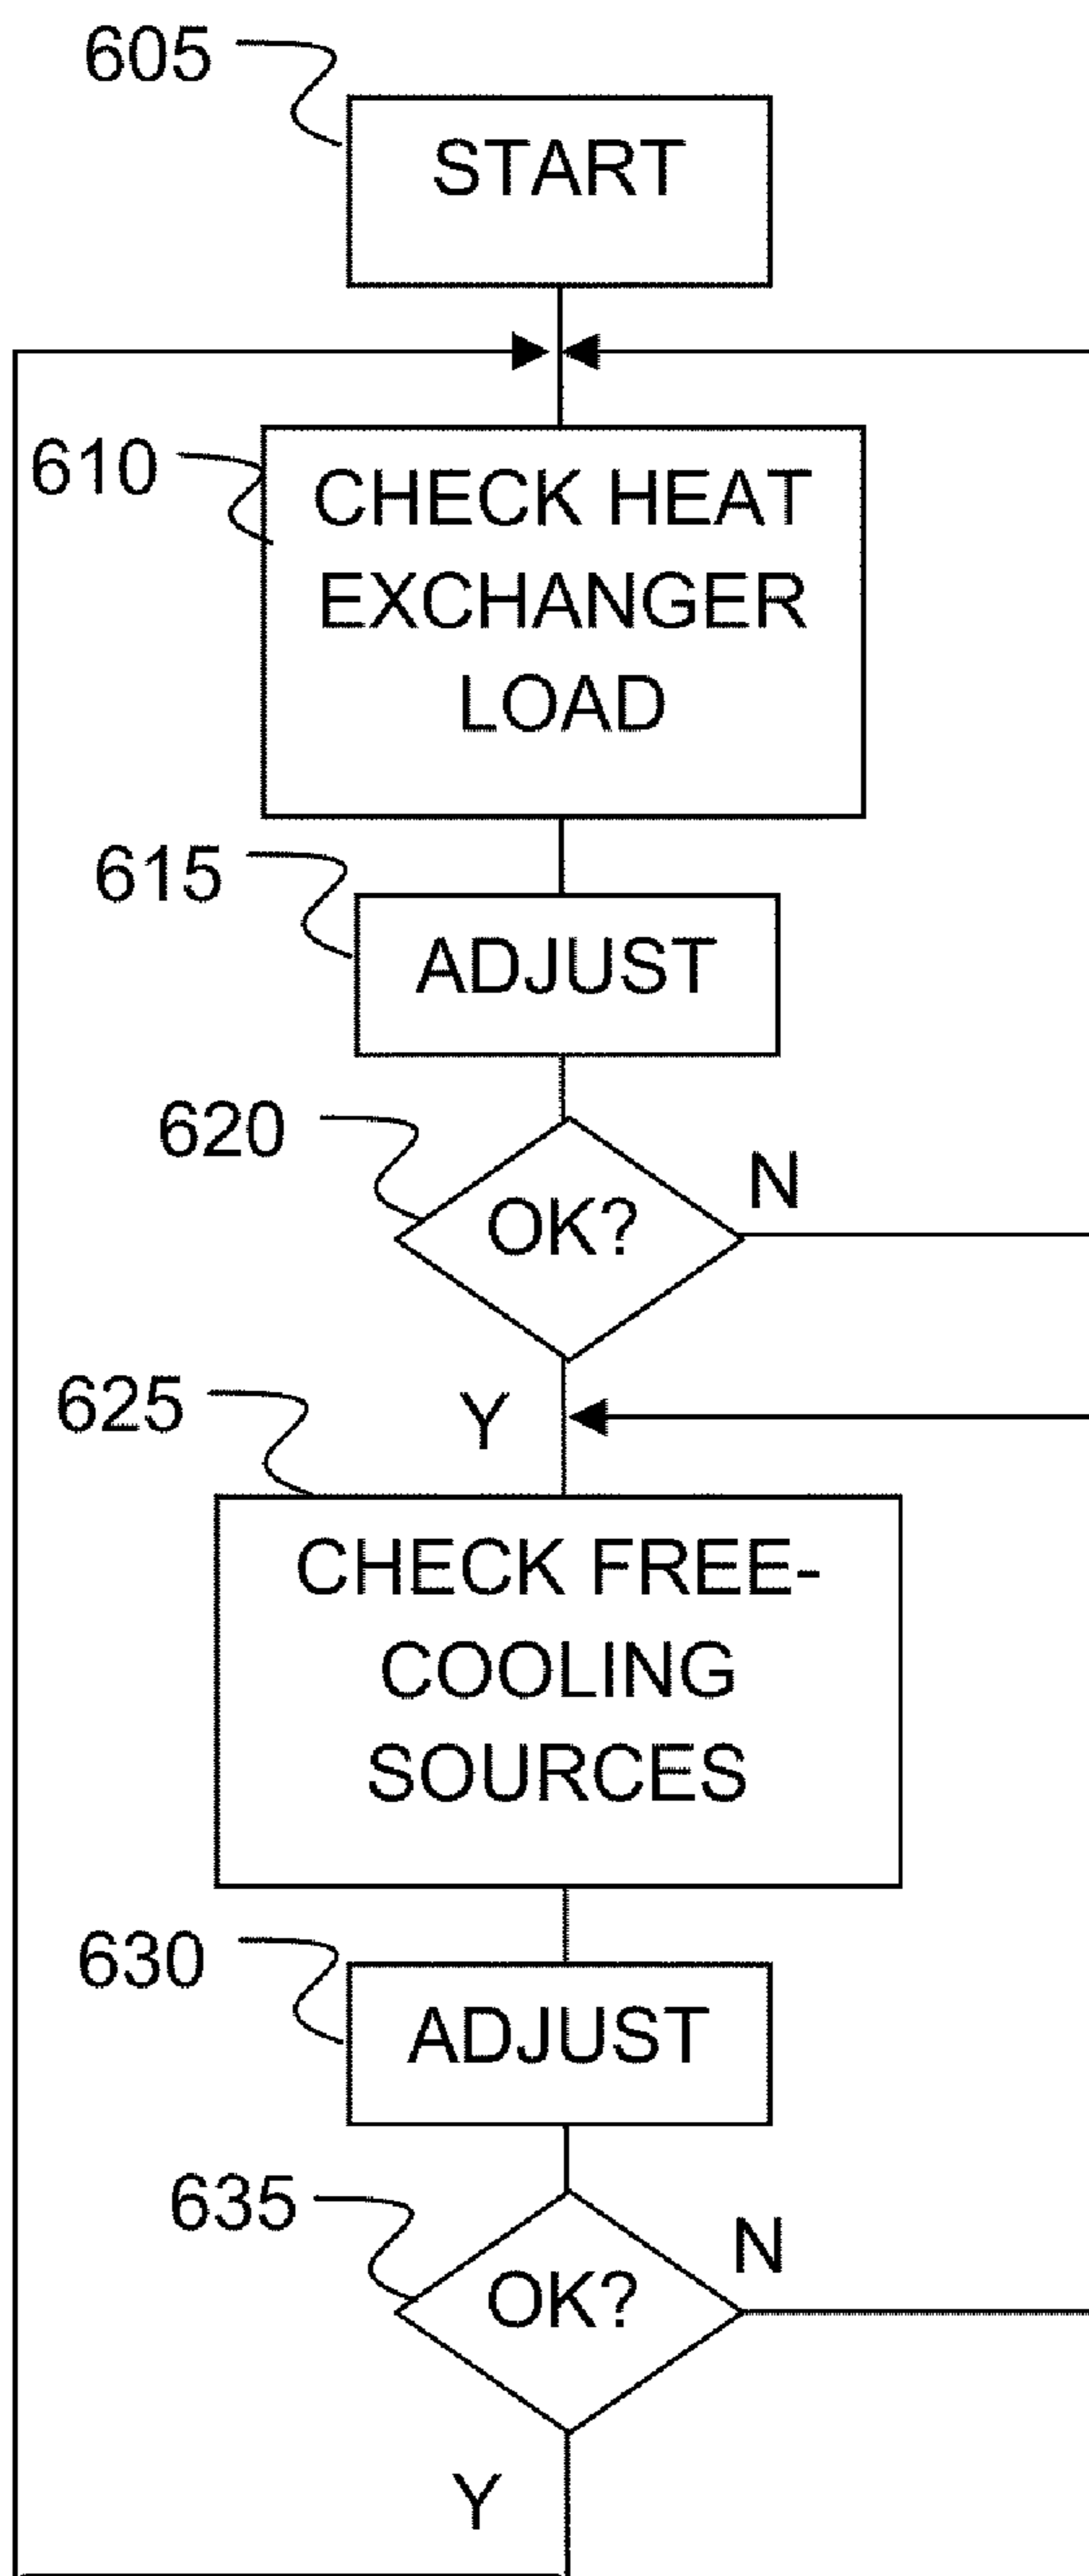 605
START
610
CHECK HEAT
EXCHANGER
LOAD
615
ADJUST
620
OK?
N
Y
625
CHECK FREE-
COOLING
SOURCES
630
ADJUST
635
OK?
N
Y